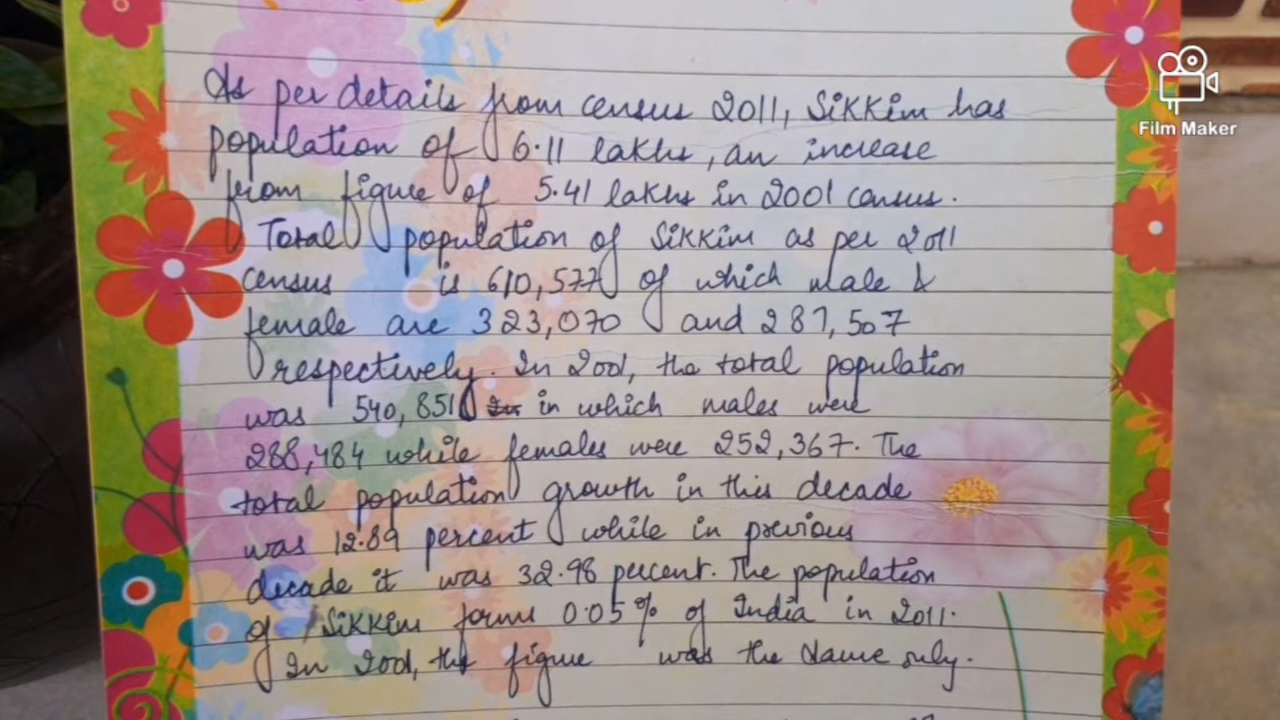 As per details from census 2011, Sikkim has
population of 6.11 lakhs, an increase
from figure of 5.41 lakhs in 2001 census.
Total population of Sikkim as per 2011
census is 610,577 of which male &
female are 323,070 and 287,507
respectively. In 2001, the total population
was 540,851 in which males were
288,484 while females were 252,367. The
total population growth in this decade
was 12.89 percent while in previous
decade it was 32.98 percent. The population
of Sikkim forms 0.05% of India in 2011.
In 2001, the figure was the same only.
Film Maker